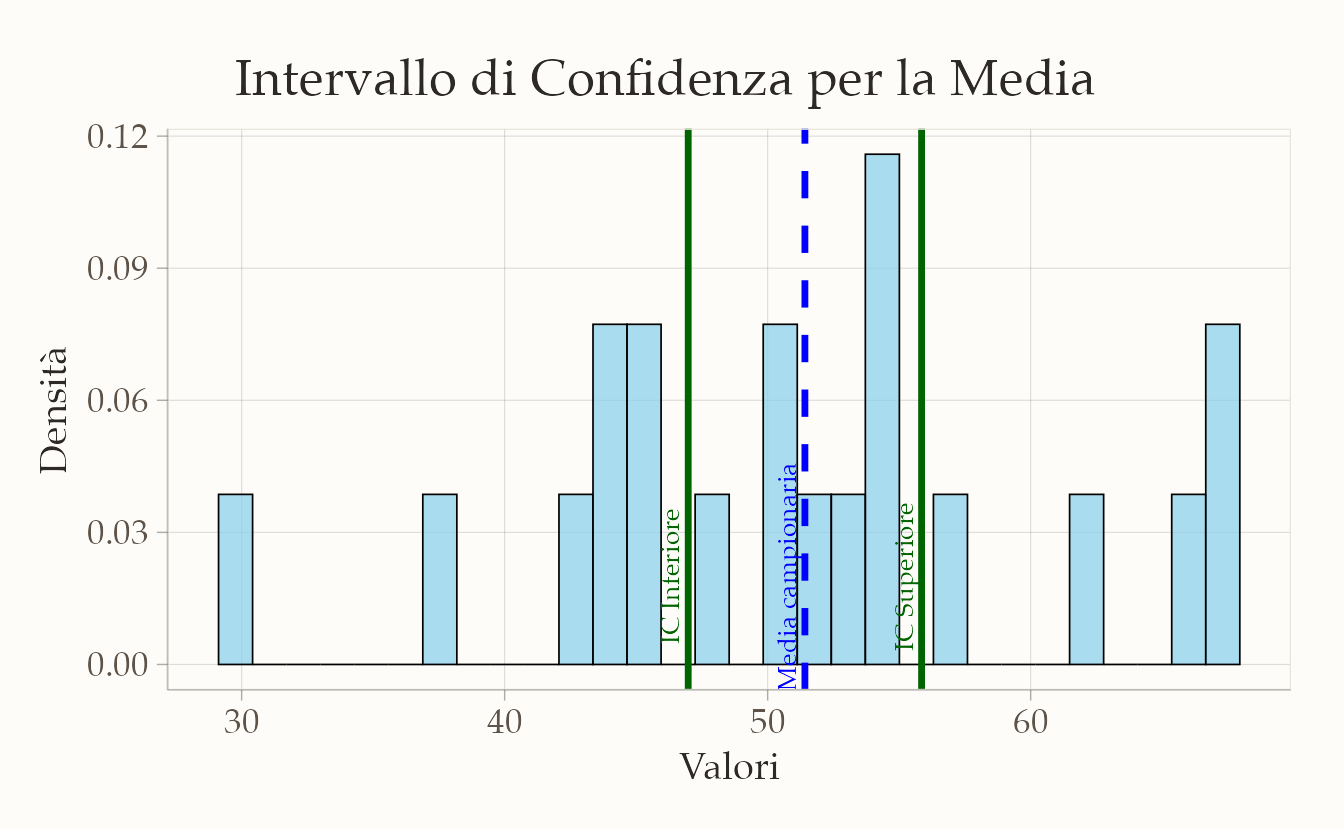 Intervallo di Confidenza per la Media
0.12
0.09
0.06
0.03
0.00
Densità
IC Inferiore
Media campionaria
IC Superiore
30
40
50
60
Valori